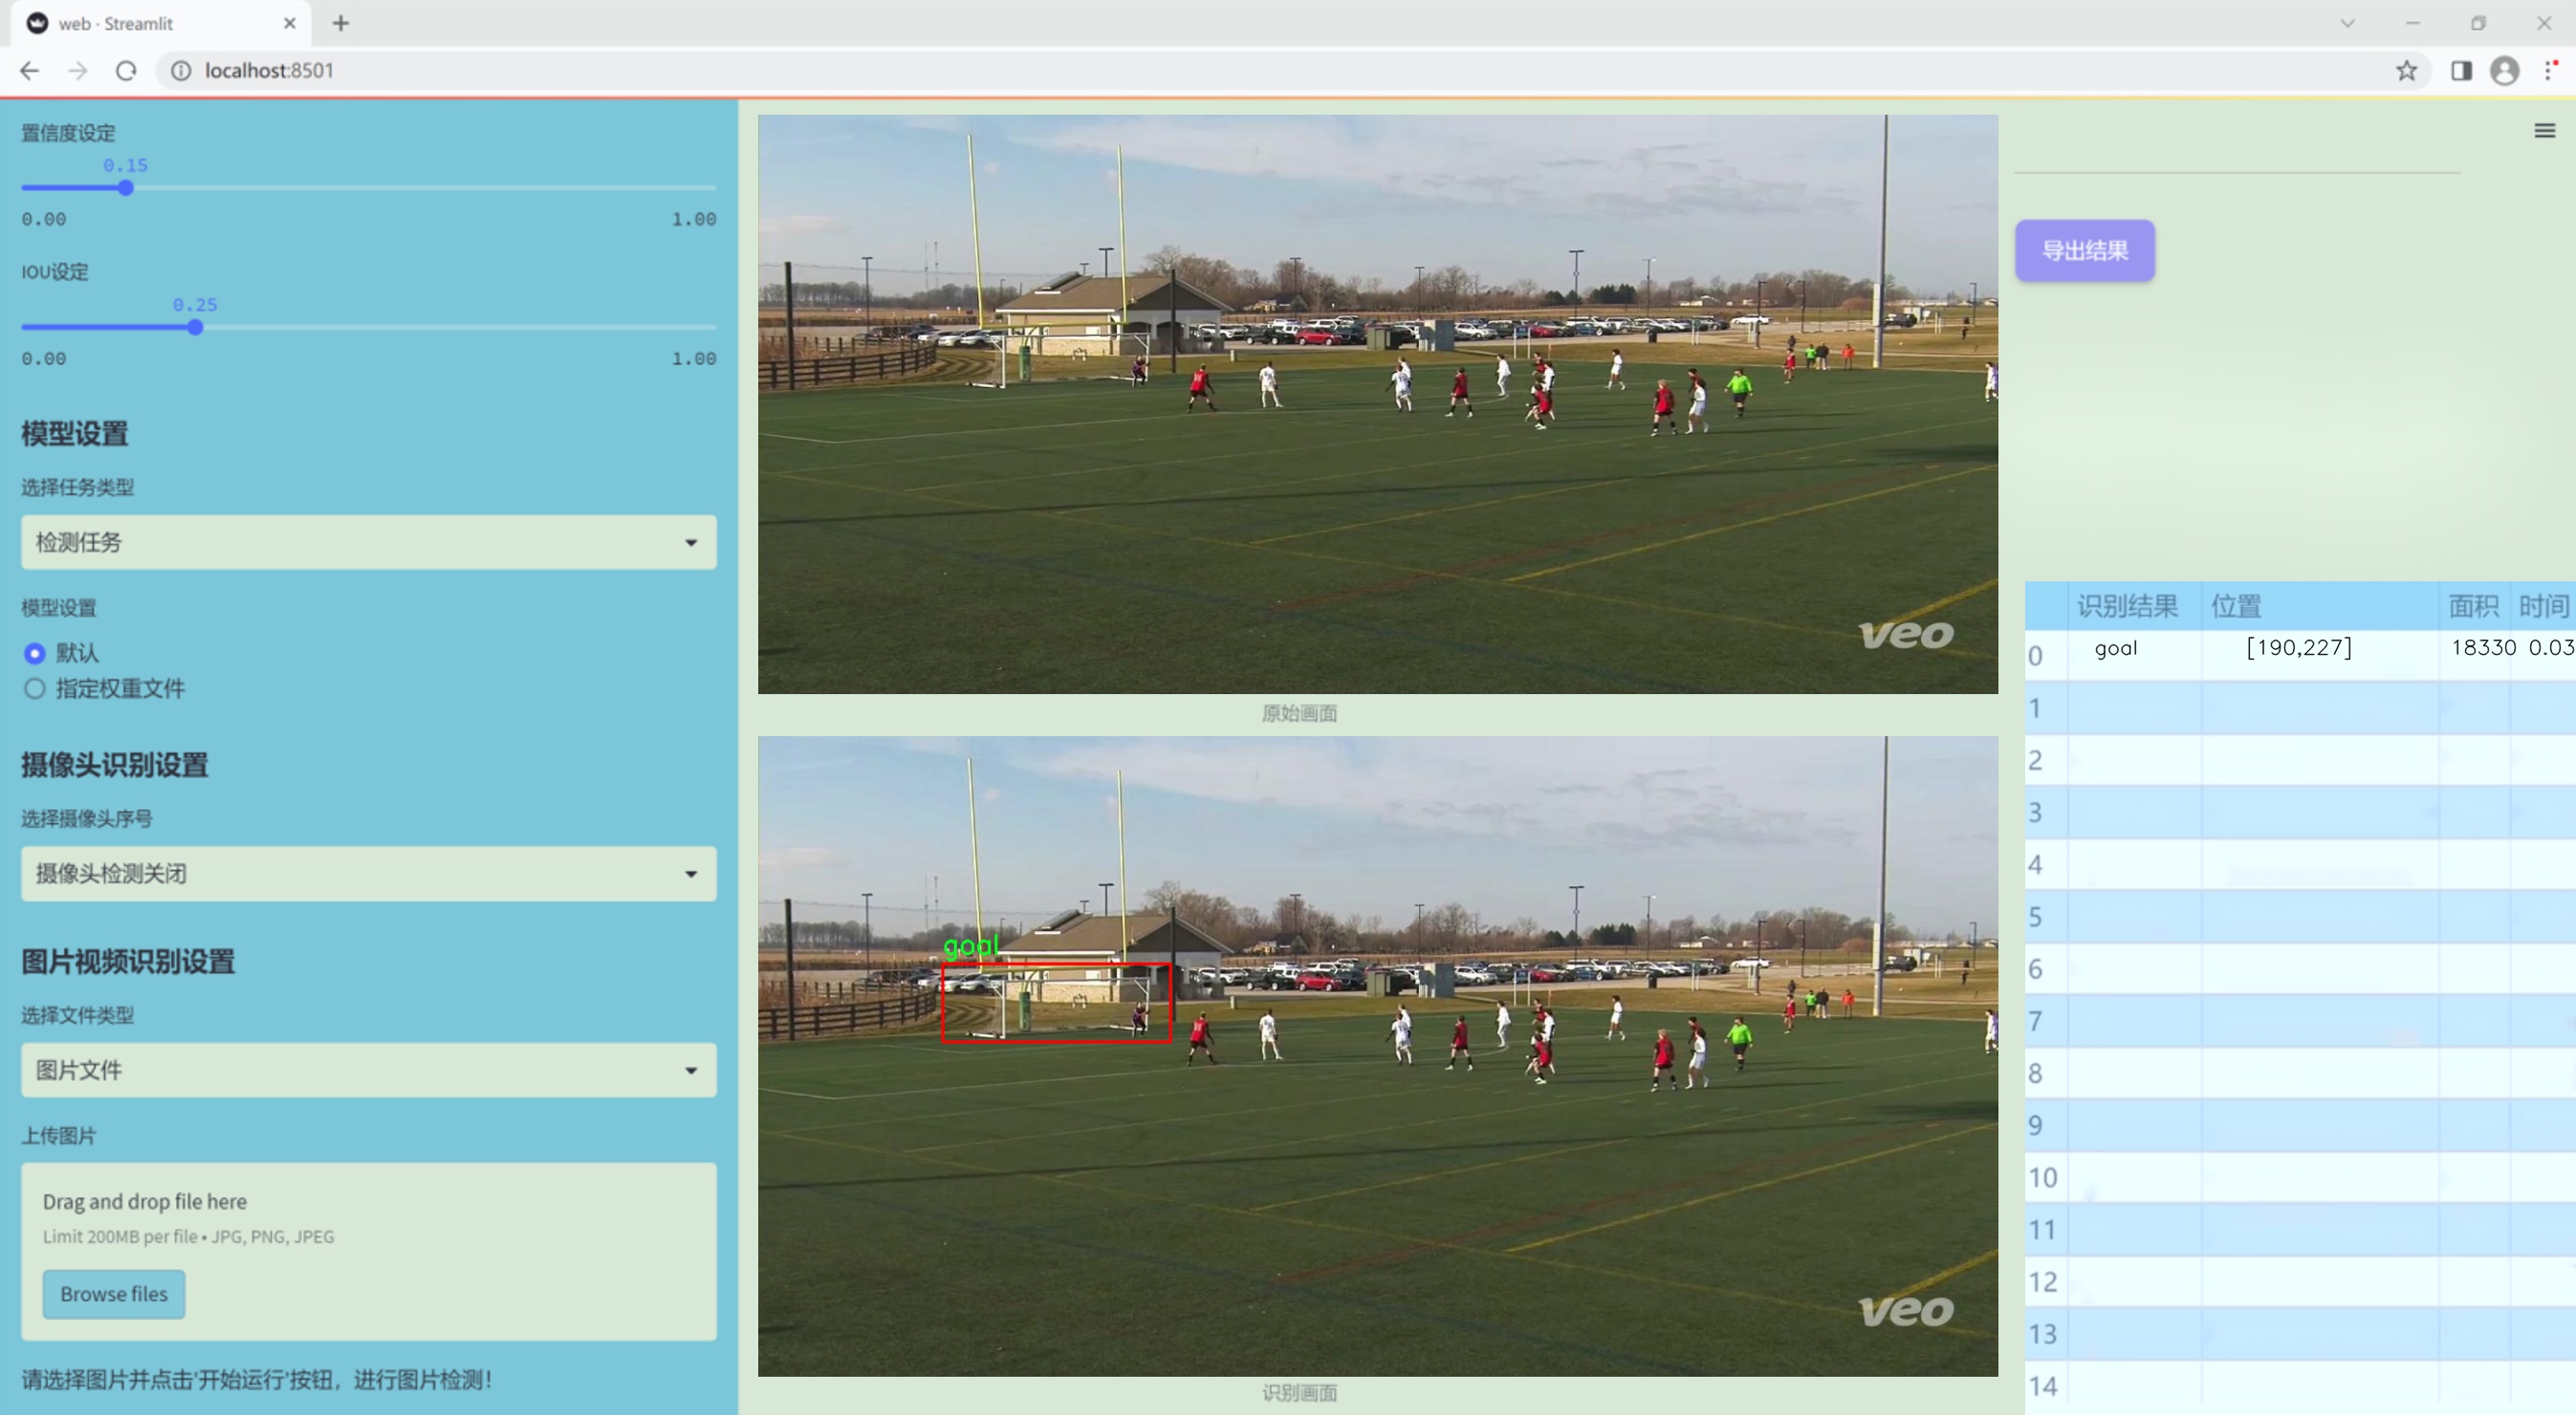 web · Streamlit
localhost:8501
置信度设定
0.15
0.00 1.00
IOU设定
0.25
0.00 1.00
模型设置
选择任务类型
检测任务
模型设置
默认
指定权重文件
摄像头识别设置
选择摄像头序号
摄像头检测关闭
图片视频识别设置
选择文件类型
图片文件
上传图片
Drag and drop file here
Limit 200MB per file • JPG, PNG, JPEG
Browse files
请选择图片并点击'开始运行'按钮，进行图片检测!
veo
原始画面
goal
veo
识别画面
导出结果
识别结果 位置 面积 时间
0 goal [190,227] 18330 0.03
1
2
3
4
5
6
7
8
9
10
11
12
13
14